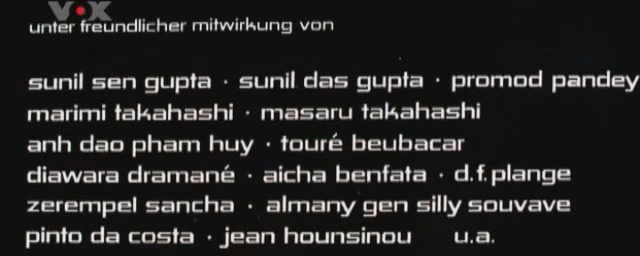 VOX
unter freundlicher mitwirkung von
sunil sen gupta · sunil das gupta · promod pandey
marimi takahashi · masaru takahashi
anh dao pham huy · touré beubacar
diawara dramané · aicha benfata · d.f.plange
zerempel sancha · almany gen silly souvave
pinto da costa · jean hounsinou u.a.